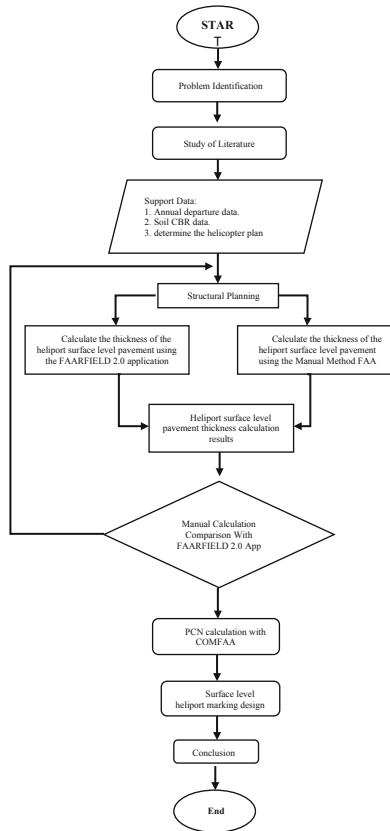 STAR
T
Problem Identification
Study of Literature
Support Data:
1. Annual departure data.
2. Soil CBR data.
3. determine the helicopter plan
Structural Planning
Calculate the thickness of the
heliport surface level pavement using
the FAARFIELD 2.0 application
Calculate the thickness of the
heliport surface level pavement
using the Manual Method FAA
Heliport surface level
pavement thickness calculation
results
Manual Calculation
Comparison With
FAARFIELD 2.0 App
PCN calculation with
COMFAA
Surface level
heliport marking design
Conclusion
End